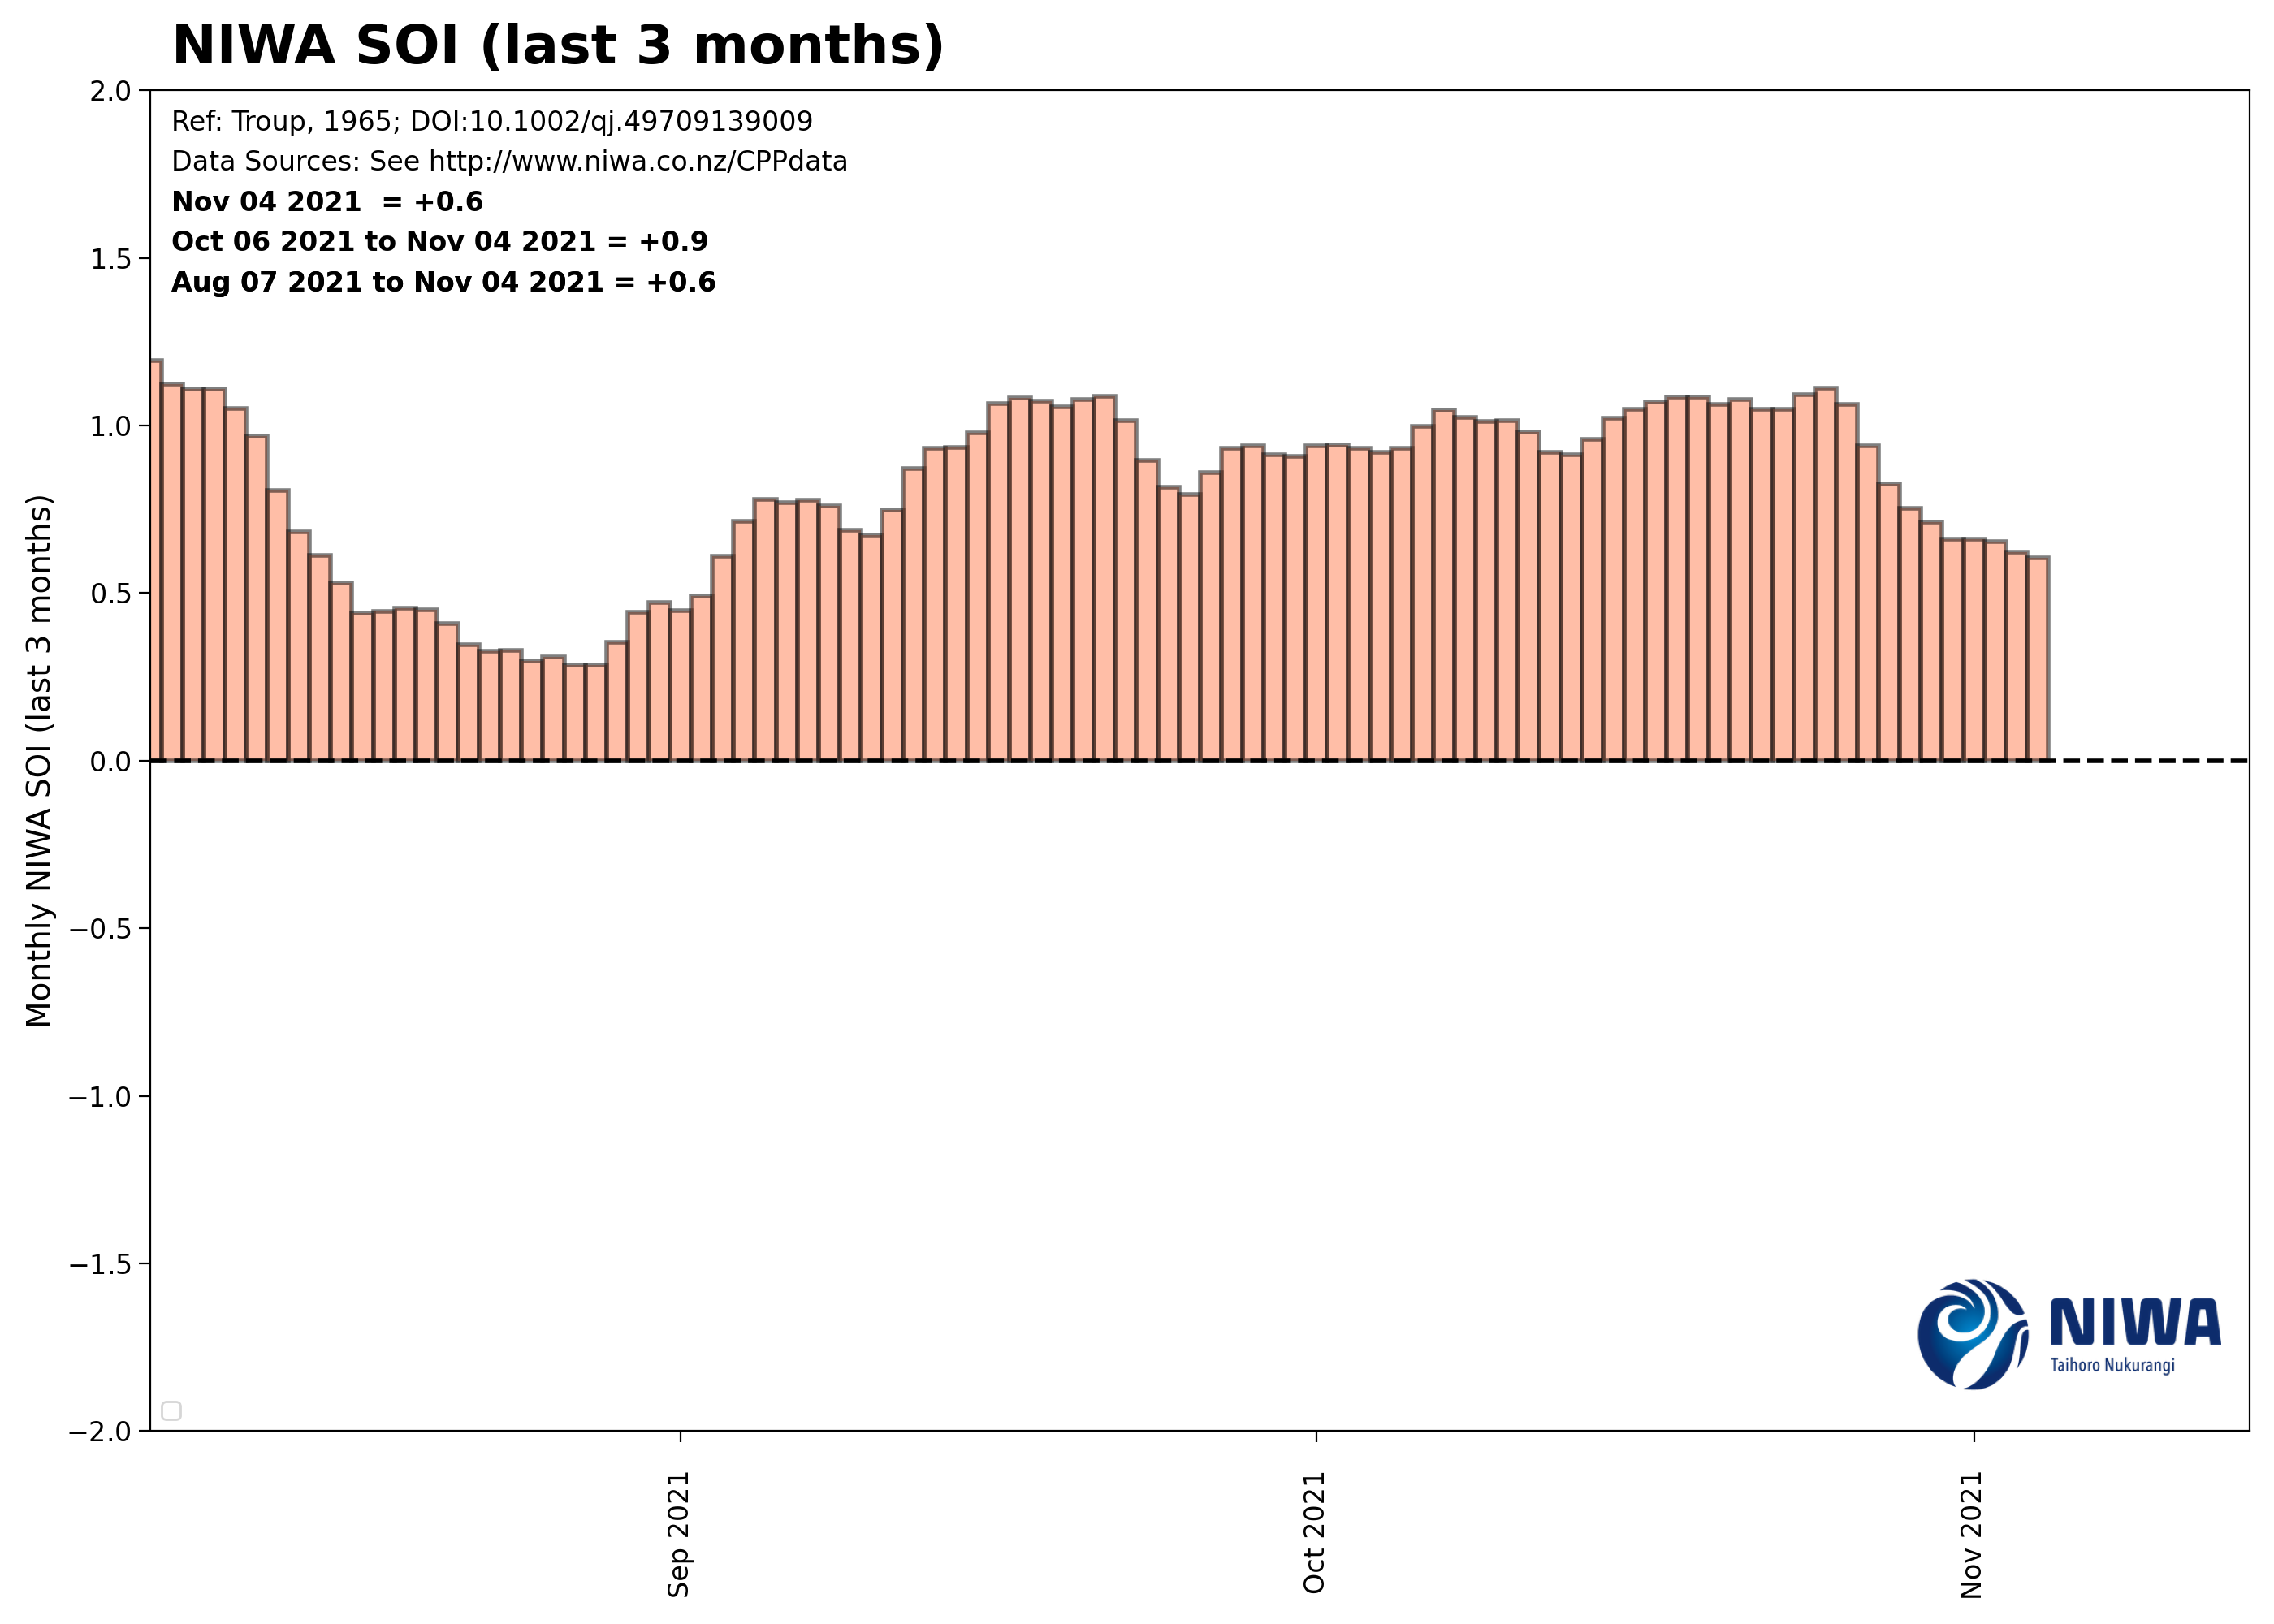 NIWA SOI (last 3 months)
Ref: Troup, 1965; DOI:10.1002/qj.49709139009
Data Sources: See http://www.niwa.co.nz/CPPdata
Nov 04 2021  = +0.6
Oct 06 2021 to Nov 04 2021 = +0.9
Aug 07 2021 to Nov 04 2021 = +0.6
Monthly NIWA SOI (last 3 months)
2.0
1.5
1.0
0.5
0.0
−0.5
−1.0
−1.5
−2.0
Sep 2021
Oct 2021
Nov 2021
NIWA
Taihoro Nukurangi